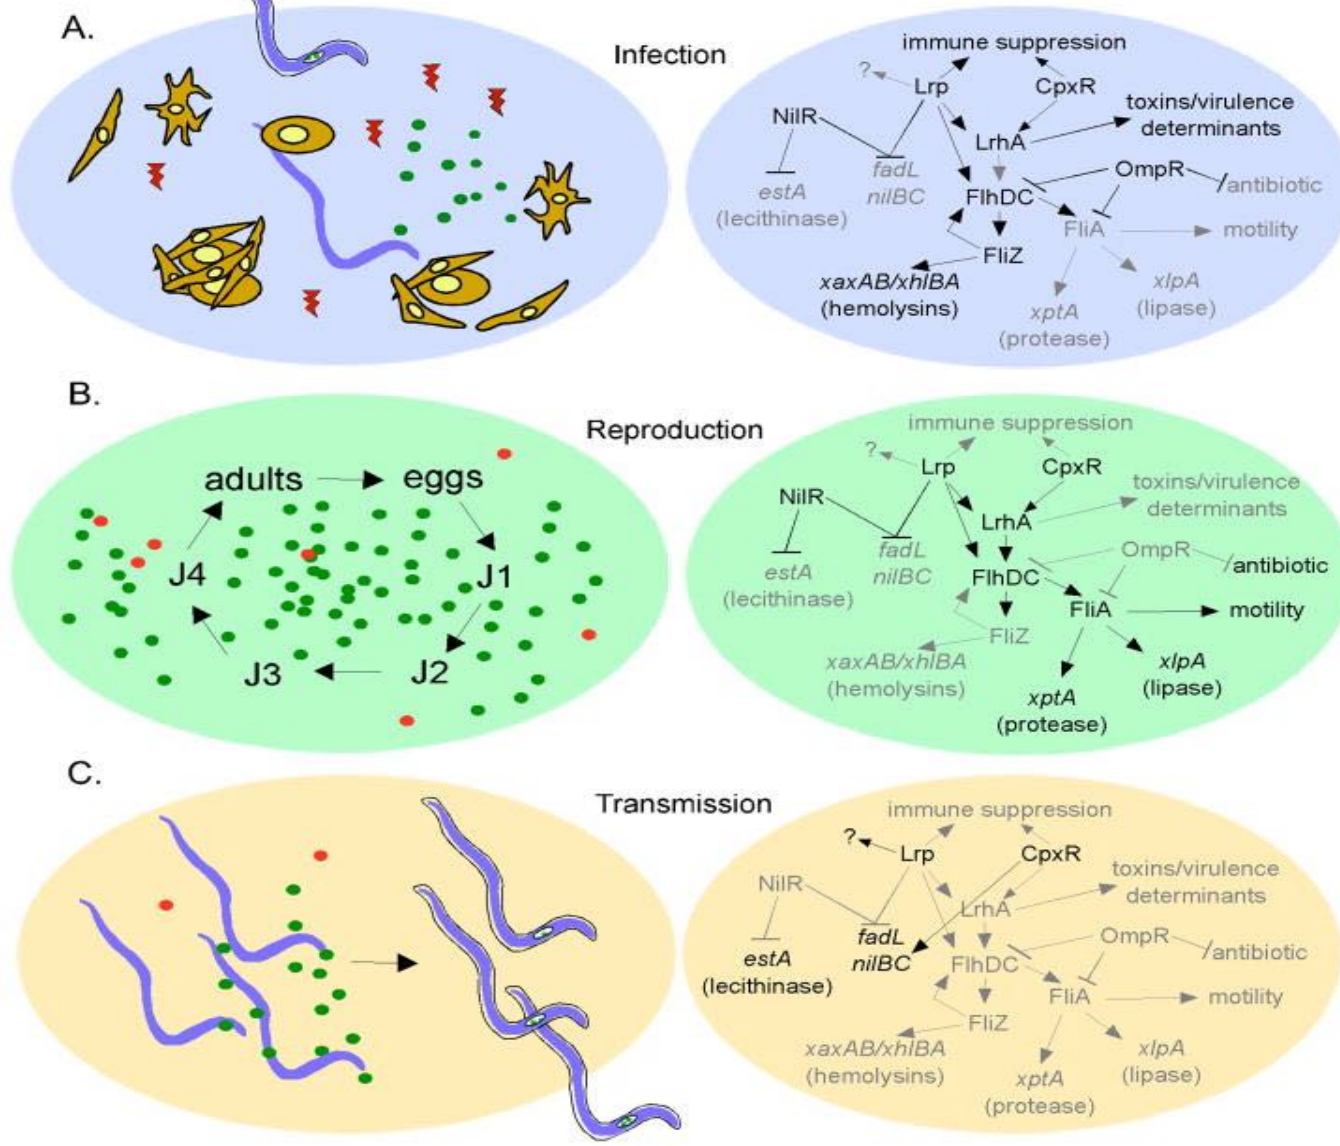 A.
Infection
immune suppression
?
Lrp
CpxR
NilR
toxins/virulence
determinants
LrhA
fadL
nilBC
OmpR
estA
(lecithinase)
FlhDC
antibiotic
FliA
motility
FliZ
xaxAB/xhlBA
(hemolysins)
xlpA
(lipase)
xptA
(protease)
B.
Reproduction
adults
eggs
J1
J2
J3
J4
immune suppression
?
Lrp
CpxR
NilR
toxins/virulence
determinants
LrhA
fadL
nilBC
OmpR
antibiotic
estA
(lecithinase)
FlhDC
FliA
motility
FliZ
xaxAB/xhlBA
(hemolysins)
xlpA
(lipase)
xptA
(protease)
C.
Transmission
immune suppression
?
Lrp
CpxR
NilR
toxins/virulence
determinants
LrhA
fadL
nilBC
OmpR
antibiotic
estA
(lecithinase)
FlhDC
FliA
motility
FliZ
xaxAB/xhlBA
(hemolysins)
xlpA
(lipase)
xptA
(protease)